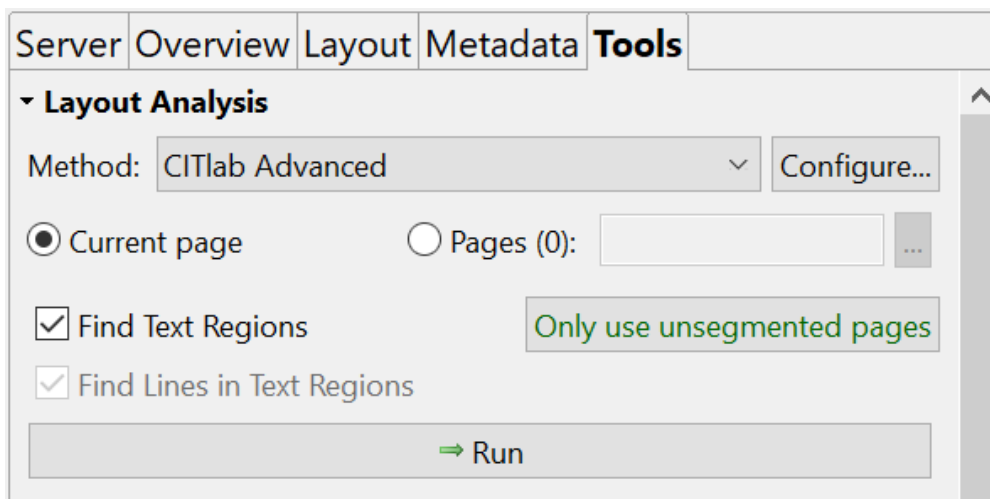 Server Overview Layout Metadata Tools
Layout Analysis
Method: CITlab Advanced Configure...
Current page Pages (0): ...
Find Text Regions Only use unsegmented pages
Find Lines in Text Regions
Run